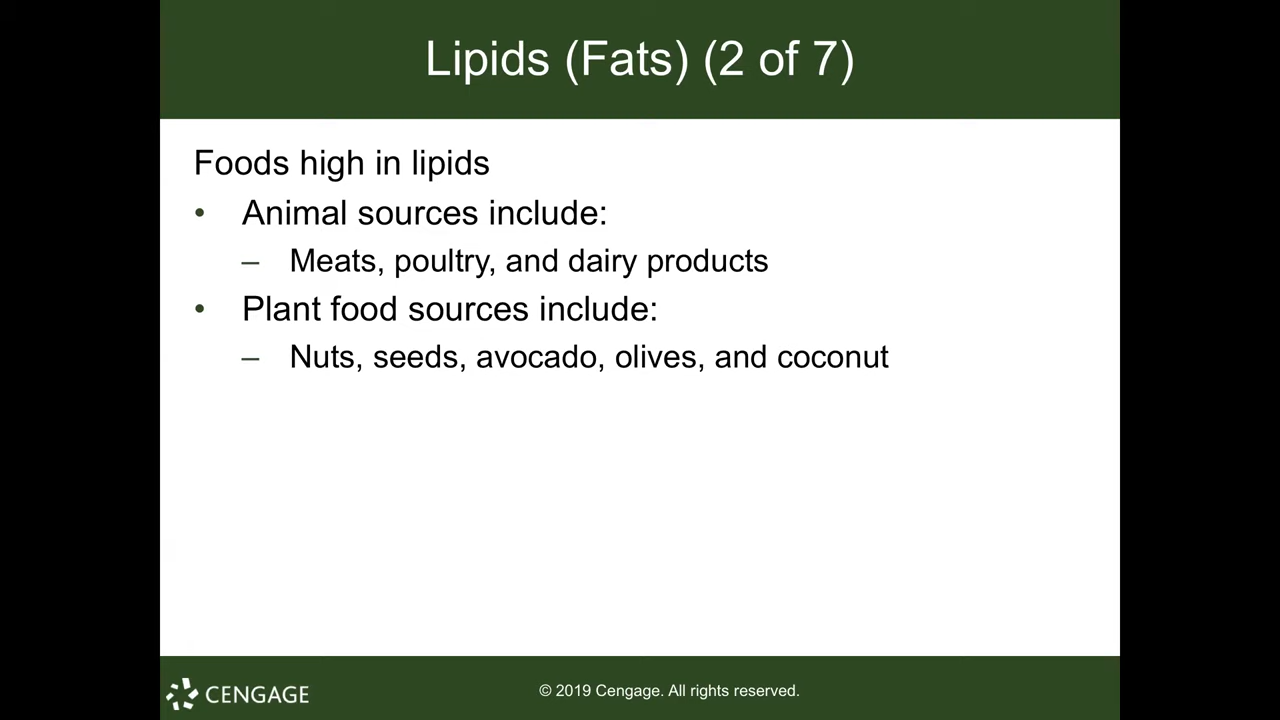 Lipids (Fats) (2 of 7)
Foods high in lipids
• Animal sources include:
– Meats, poultry, and dairy products
• Plant food sources include:
– Nuts, seeds, avocado, olives, and coconut
CENGAGE
© 2019 Cengage. All rights reserved.